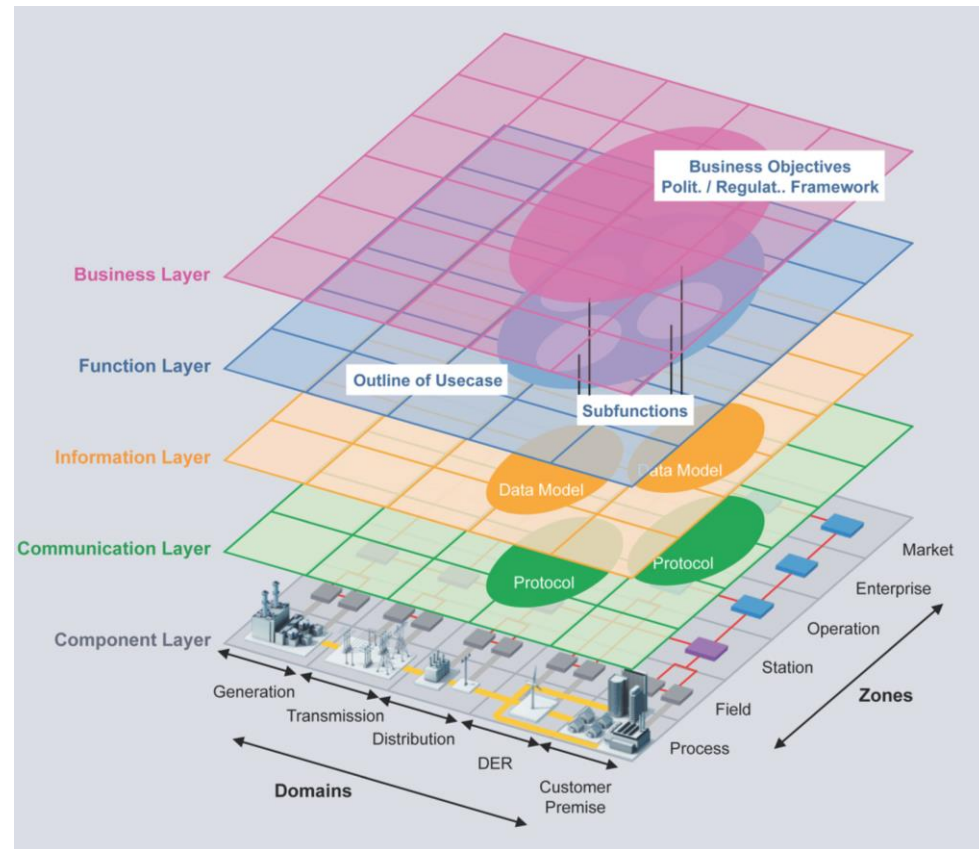 Business Objectives
Polit. / Regulat.. Framework
Business Layer
Function Layer
Outline of Usecase
Subfunctions
Information Layer
Data Model
Data Model
Communication Layer
Protocol
Protocol
Market
Enterprise
Component Layer
Operation
Station
Zones
Generation
Field
Transmission
Process
Distribution
DER
Domains
Customer
Premise